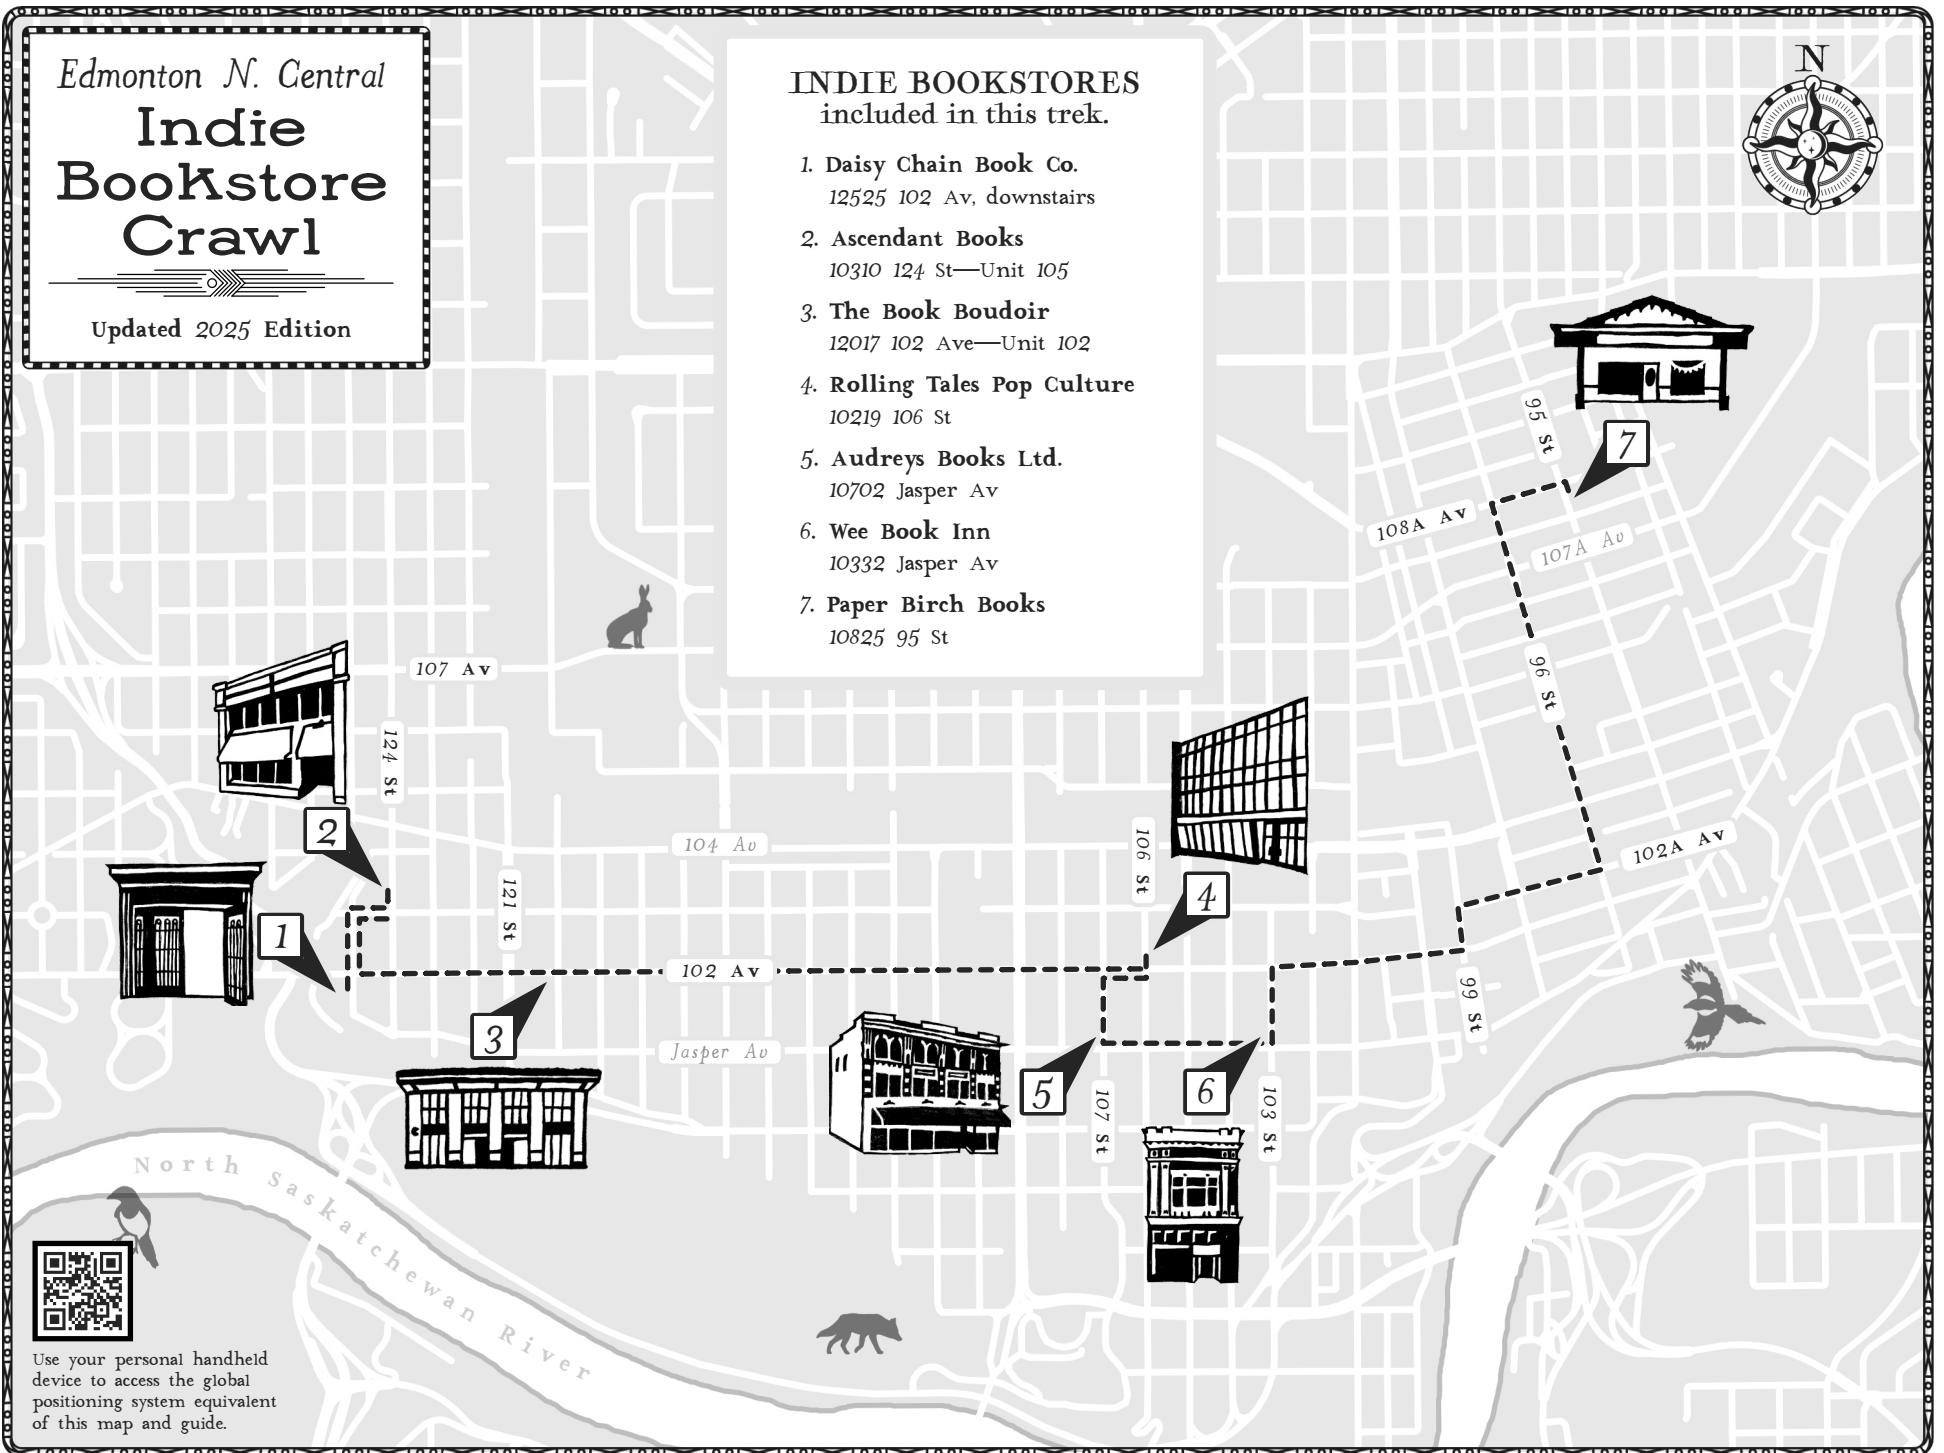 Edmonton N. Central
Indie
Bookstore
Crawl
Updated 2025 Edition
INDIE BOOKSTORES
included in this trek.
1. Daisy Chain Book Co.
12525 102 Av, downstairs
2. Ascendant Books
10310 124 St—Unit 105
3. The Book Boudoir
12017 102 Ave—Unit 102
4. Rolling Tales Pop Culture
10219 106 St
5. Audreys Books Ltd.
10702 Jasper Av
6. Wee Book Inn
10332 Jasper Av
7. Paper Birch Books
10825 95 St
N
95 St
7
108A Av
107A Av
96 St
107 Av
124 St
2
104 Av
106 St
102A Av
121 St
4
1
102 Av
99 St
3
Jasper Av
5
6
107 St
103 St
North Saskatchewan River
Use your personal handheld
device to access the global
positioning system equivalent
of this map and guide.